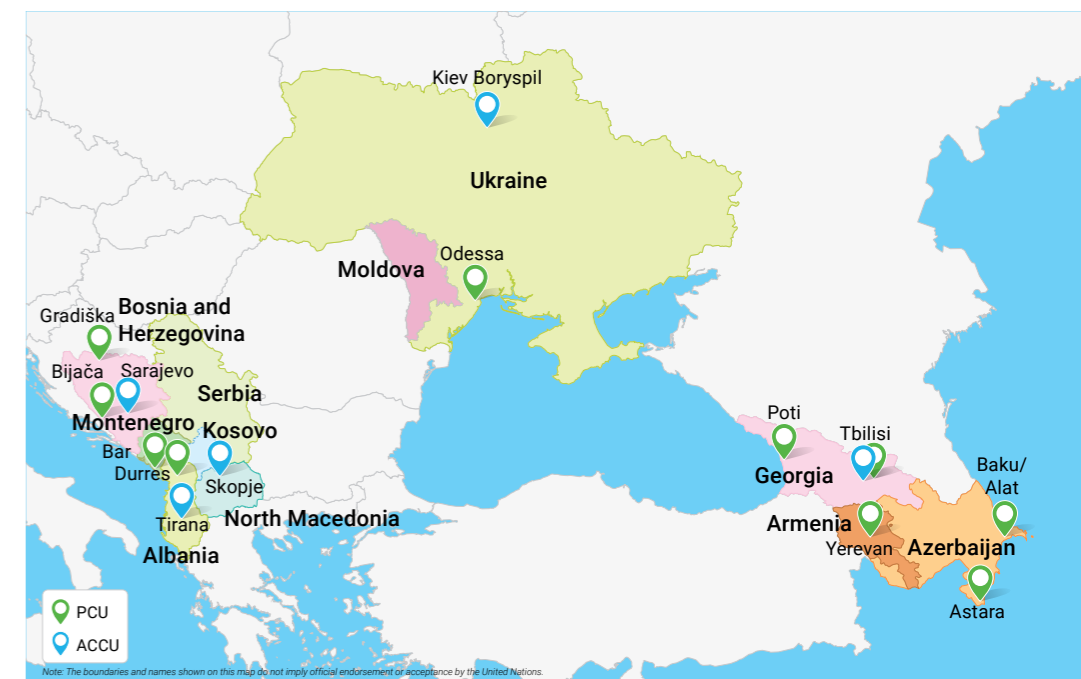 Kiev Boryspil
Ukraine
Odessa
Moldova
Bosnia and
Herzegovina
Gradiška
Bijača
Sarajevo
Serbia
Montenegro
Kosovo
Bar
Durres
Skopje
Tirana
North Macedonia
Albania
Poti
Tbilisi
Georgia
Baku/
Alat
Armenia
Yerevan
Azerbaijan
Astara
PCU
ACCU
Note: The boundaries and names shown on this map do not imply official endorsement or acceptance by the United Nations.